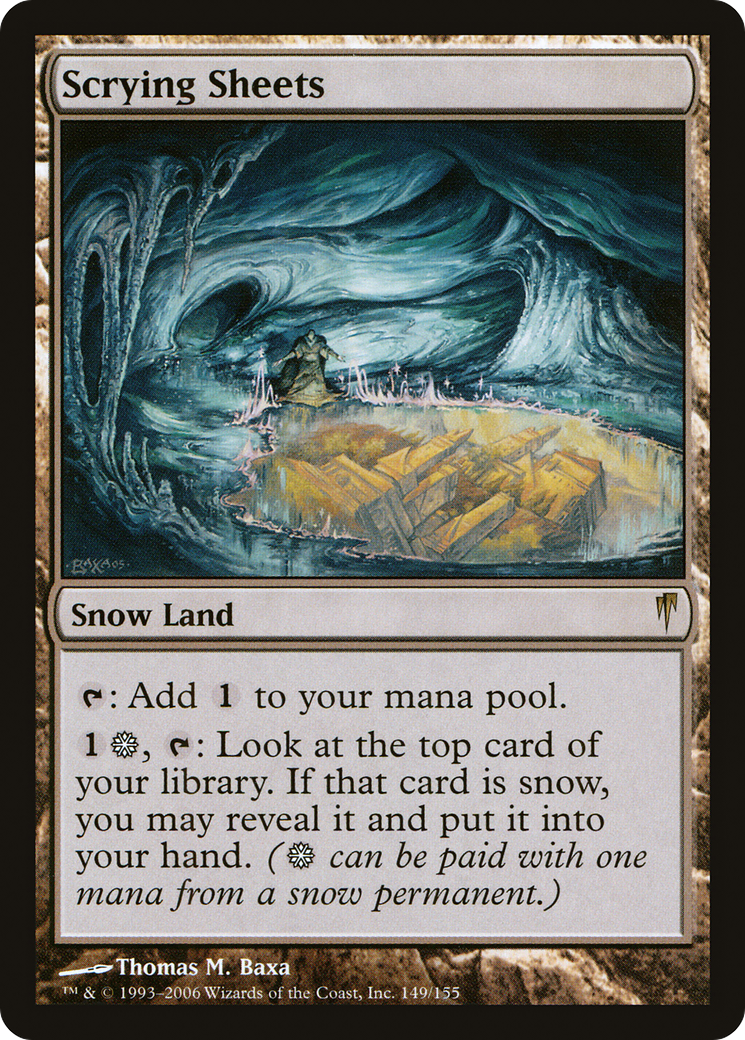 Scrying Sheets
BAXA 05.
Snow Land
: Add 1 to your mana pool.
1 , : Look at the top card of
your library. If that card is snow,
you may reveal it and put it into
your hand. ( can be paid with one
mana from a snow permanent.)
Thomas M. Baxa
™ & © 1993–2006 Wizards of the Coast, Inc. 149/155